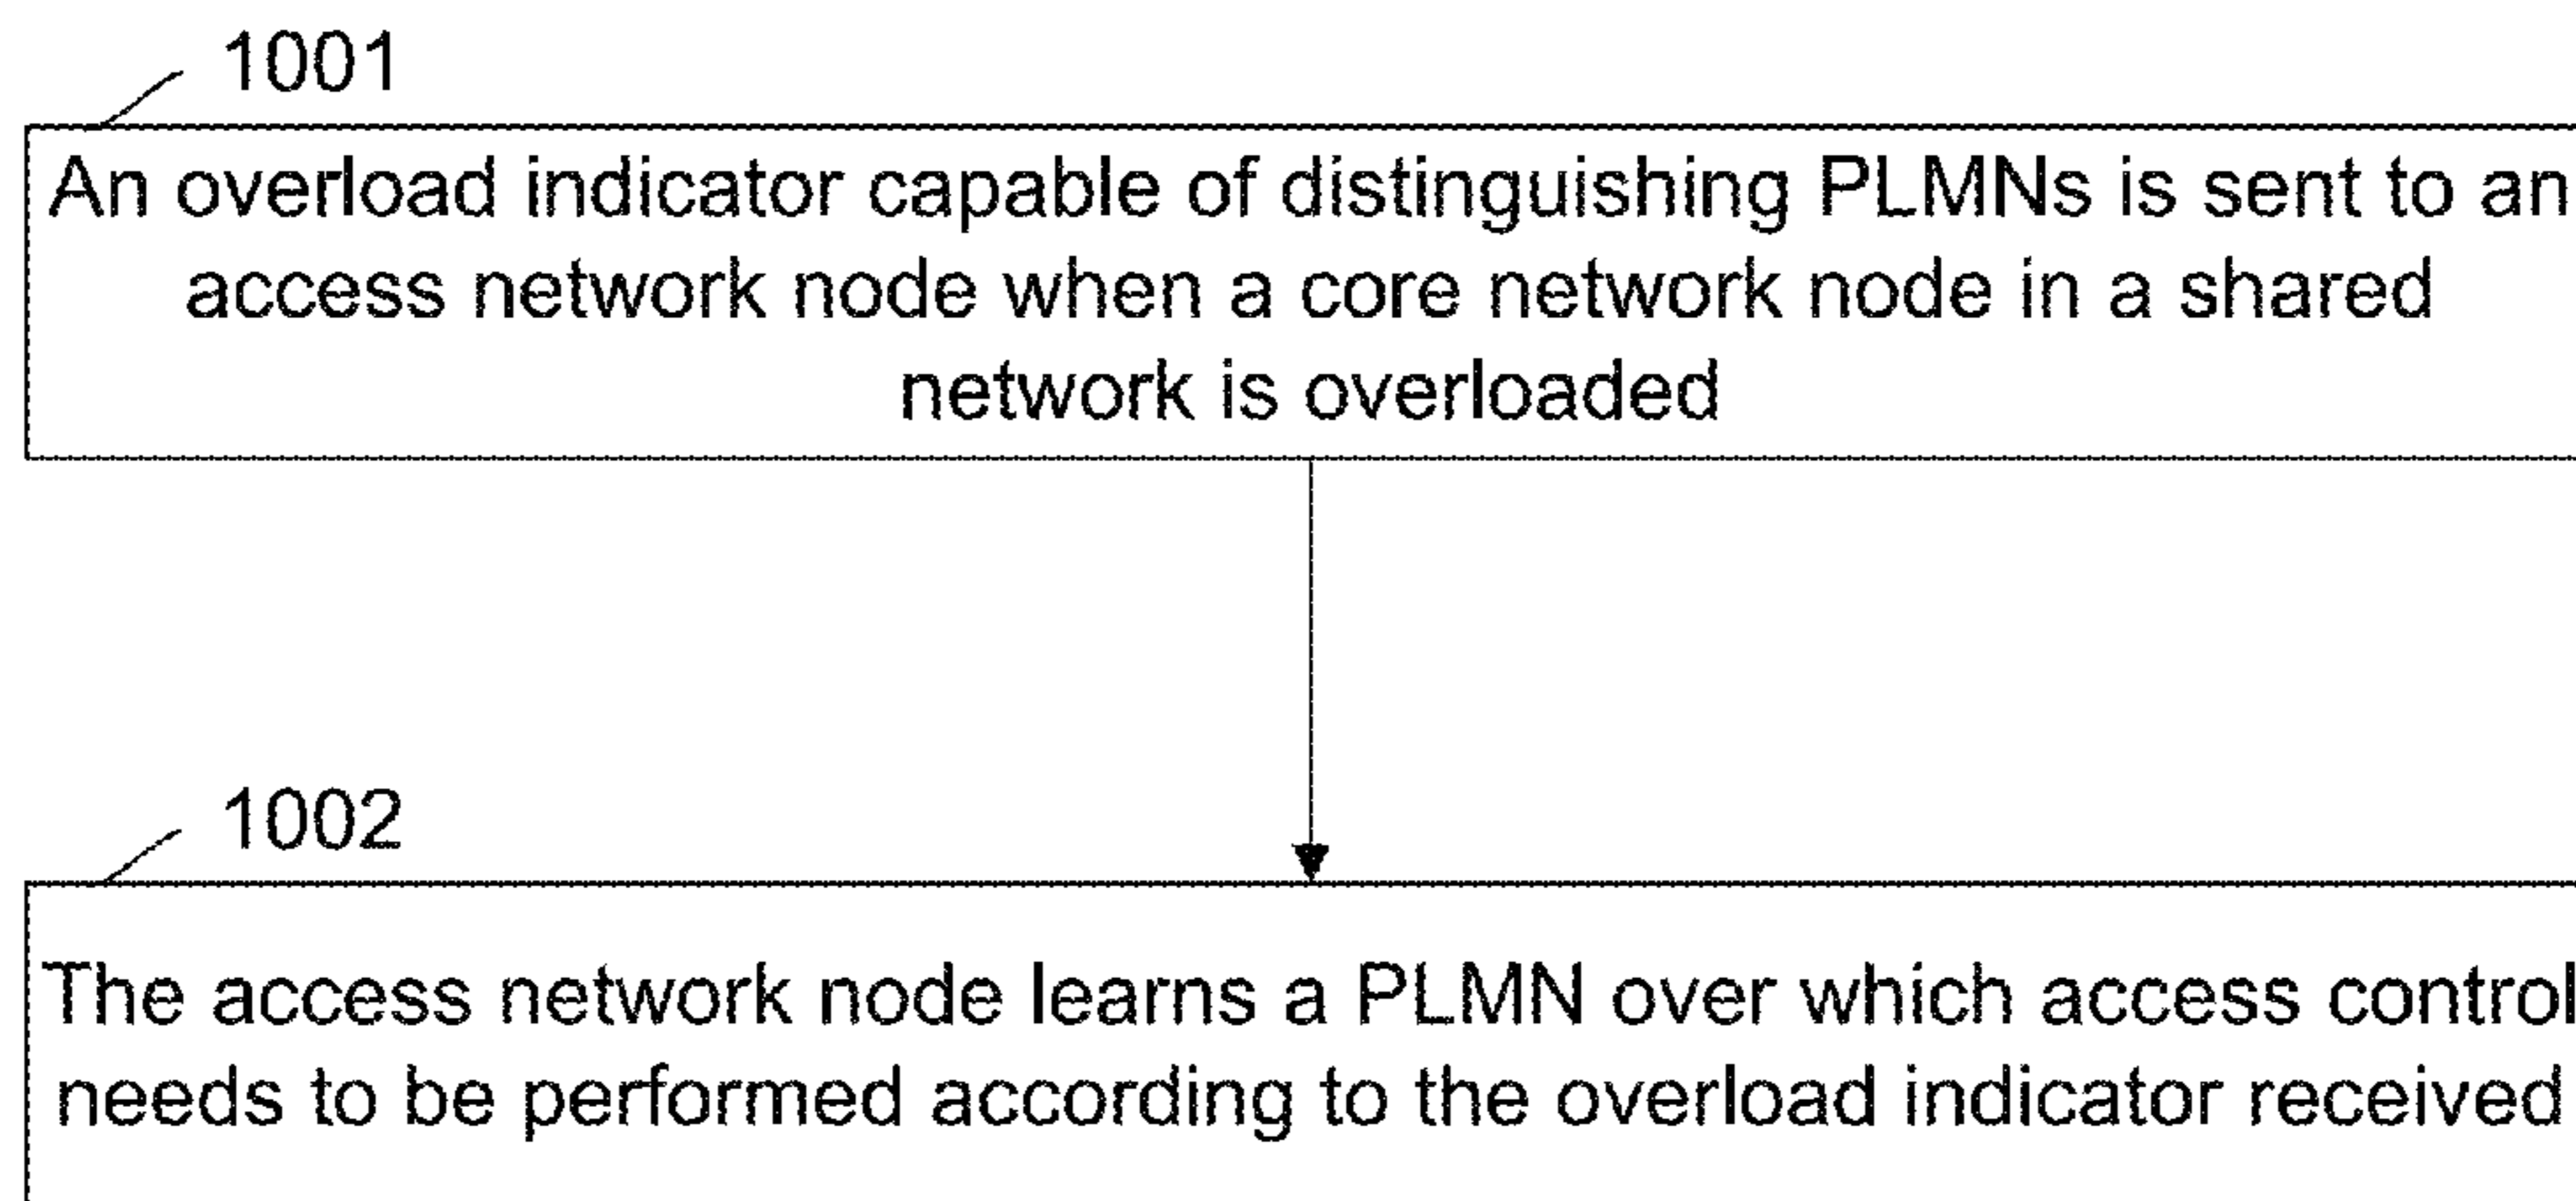 1001
An overload indicator capable of distinguishing PLMNs is sent to an
access network node when a core network node in a shared
network is overloaded
1002
The access network node learns a PLMN over which access control
needs to be performed according to the overload indicator received